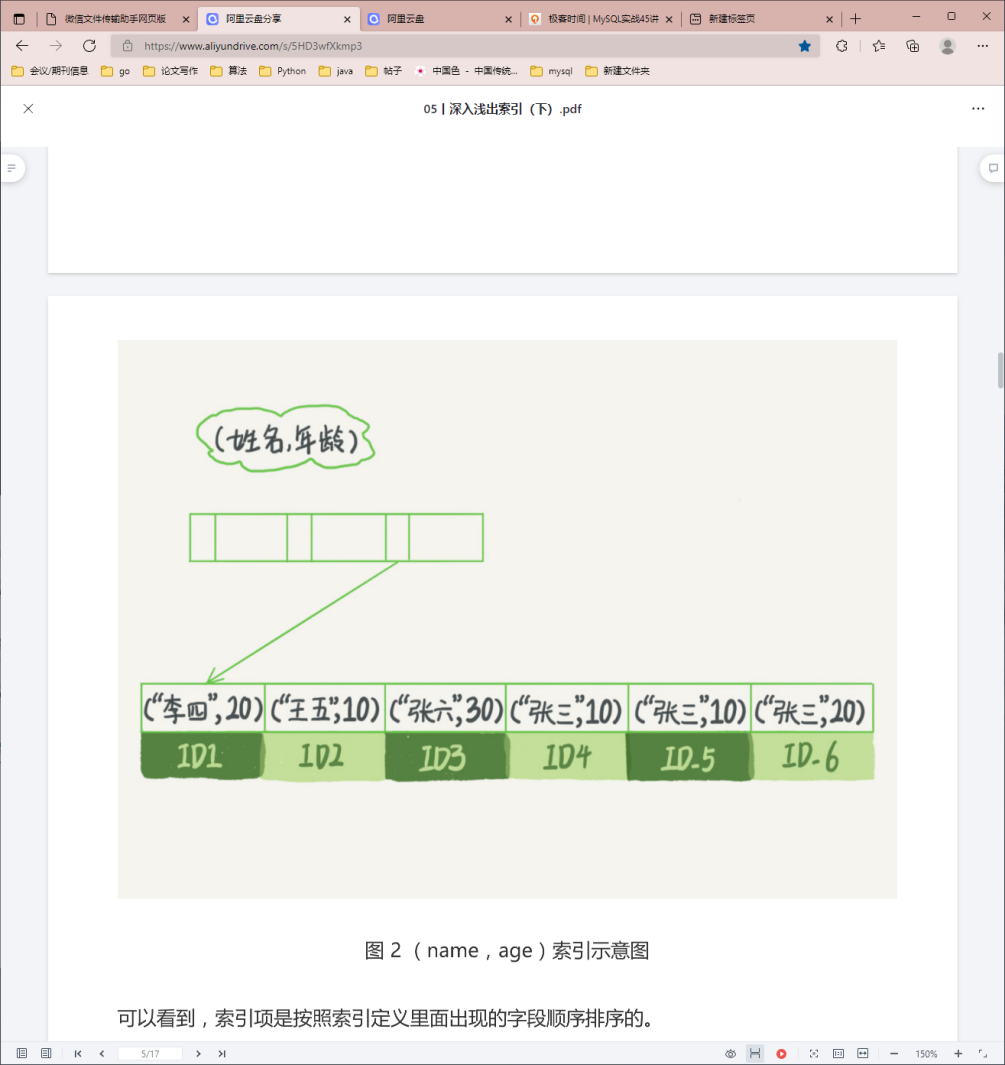 微信文件传输助手网页版
阿里云盘分享
阿里云盘
极客时间 | MySQL实战45讲
新建标签页
https://www.aliyundrive.com/s/5HD3wfXkmp3
会议/期刊信息 go 论文写作 算法 Python java 帖子 中国色 - 中国传统... mysql 新建文件夹
05丨深入浅出索引（下）.pdf
(姓名,年龄)
("李四",20) ("王五",10) ("张六",30) ("张三",10) ("张三",10) ("张三",20)
ID1 ID2 ID3 ID4 ID_5 ID_6
图 2 （name，age）索引示意图
可以看到，索引项是按照索引定义里面出现的字段顺序排序的。
5/17
150%